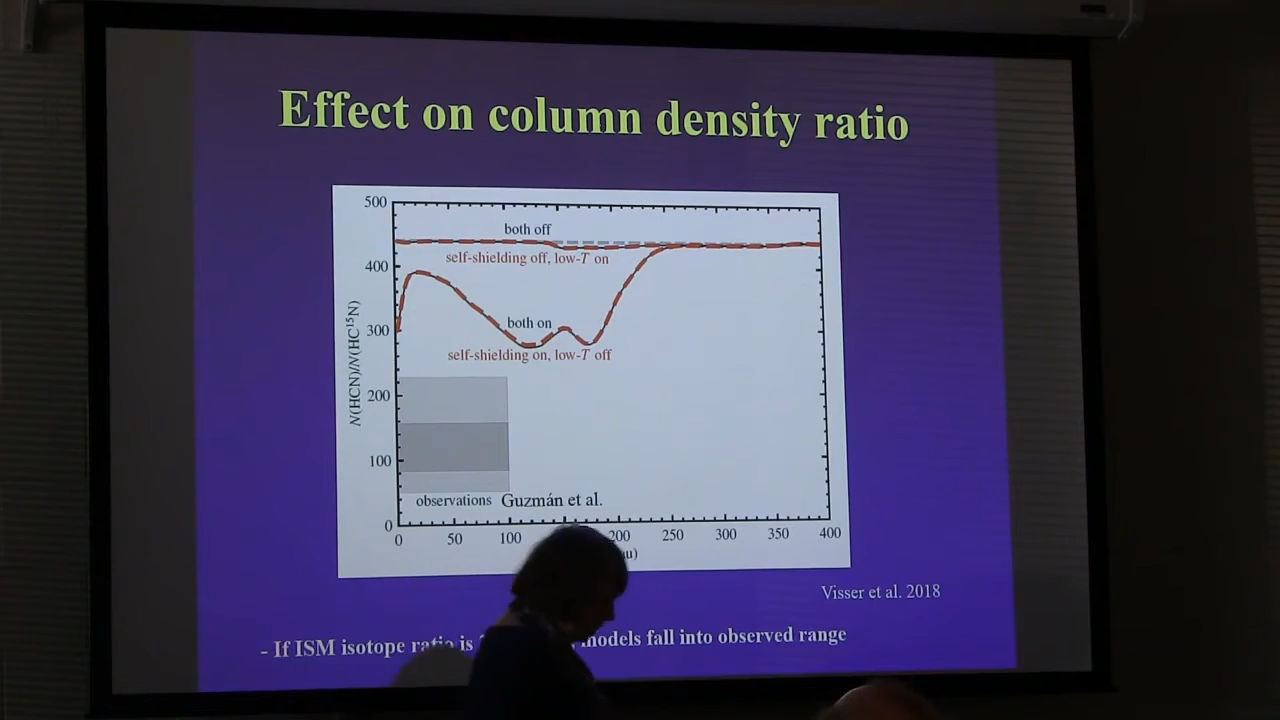 Effect on column density ratio
500
400
300
200
100
0
N(HCN)/N(HC¹⁵N)
both off
self-shielding off, low-T on
both on
self-shielding on, low-T off
observations Guzmán et al.
0 50 100 200 250 300 350 400
au)
Visser et al. 2018
- If ISM isotope ratio is models fall into observed range